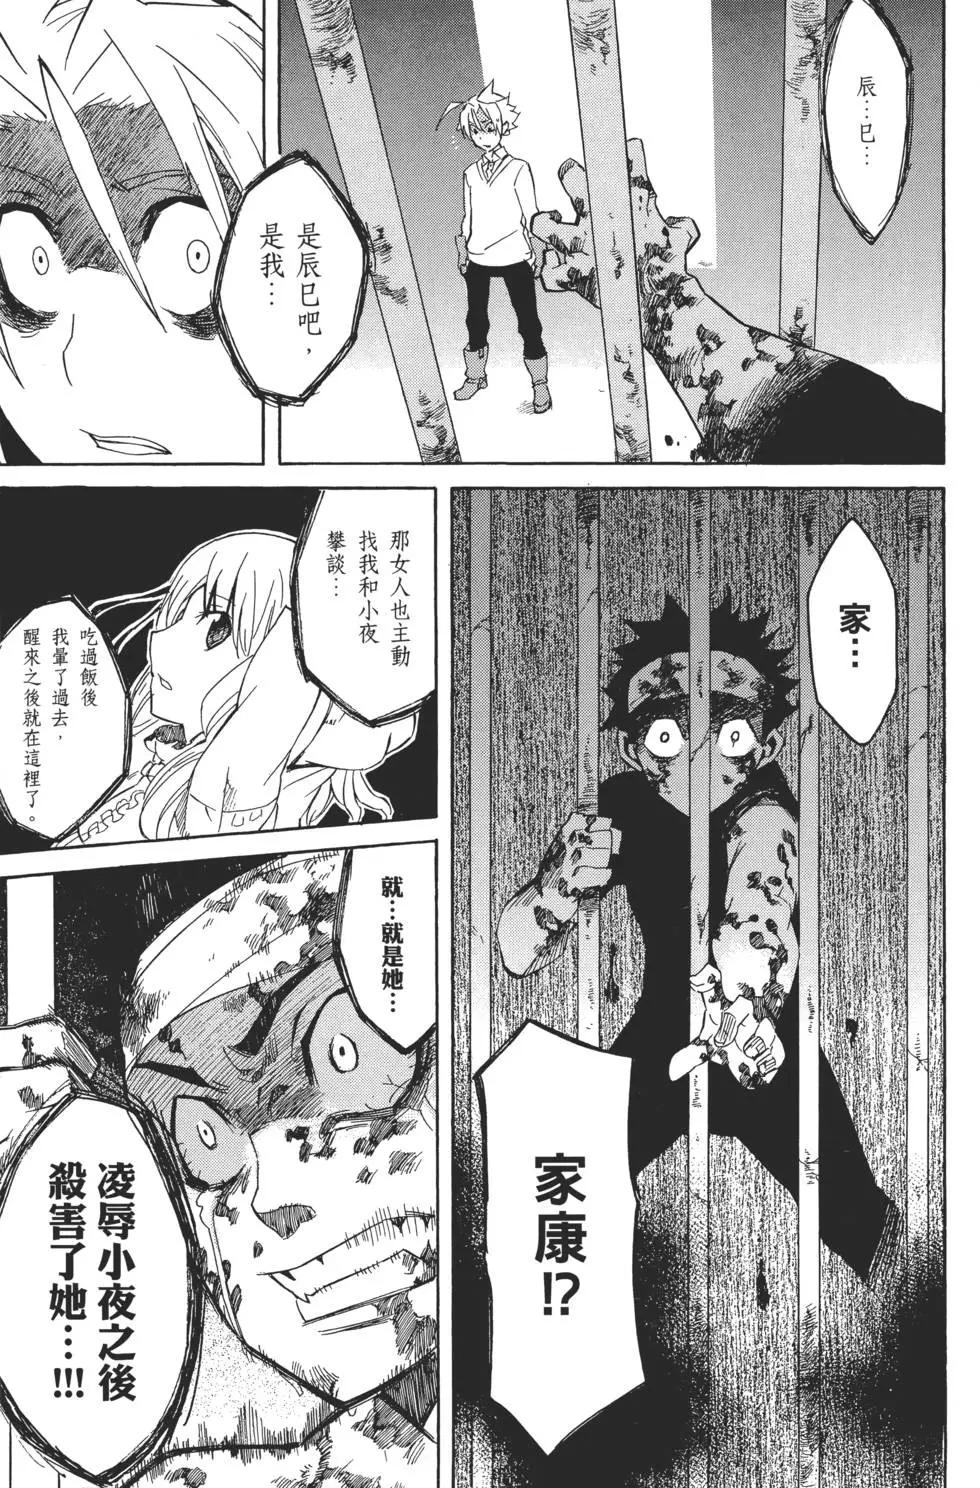 辰…巳…
是辰巳吧，
是我…
家…
家康!?
那女人也主動
找我和小夜
攀談…
吃過飯後
我暈了過去，
醒來之後就在這裡了。
就…就是她…
凌辱小夜之後
殺害了她…!!!